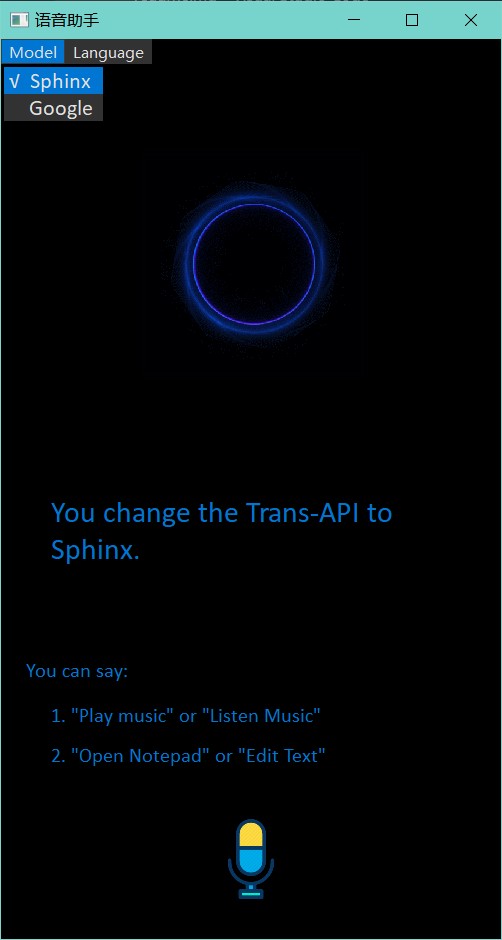 语音助手
Model Language
√ Sphinx
Google
You change the Trans-API to
Sphinx.
You can say:
1. "Play music" or "Listen Music"
2. "Open Notepad" or "Edit Text"